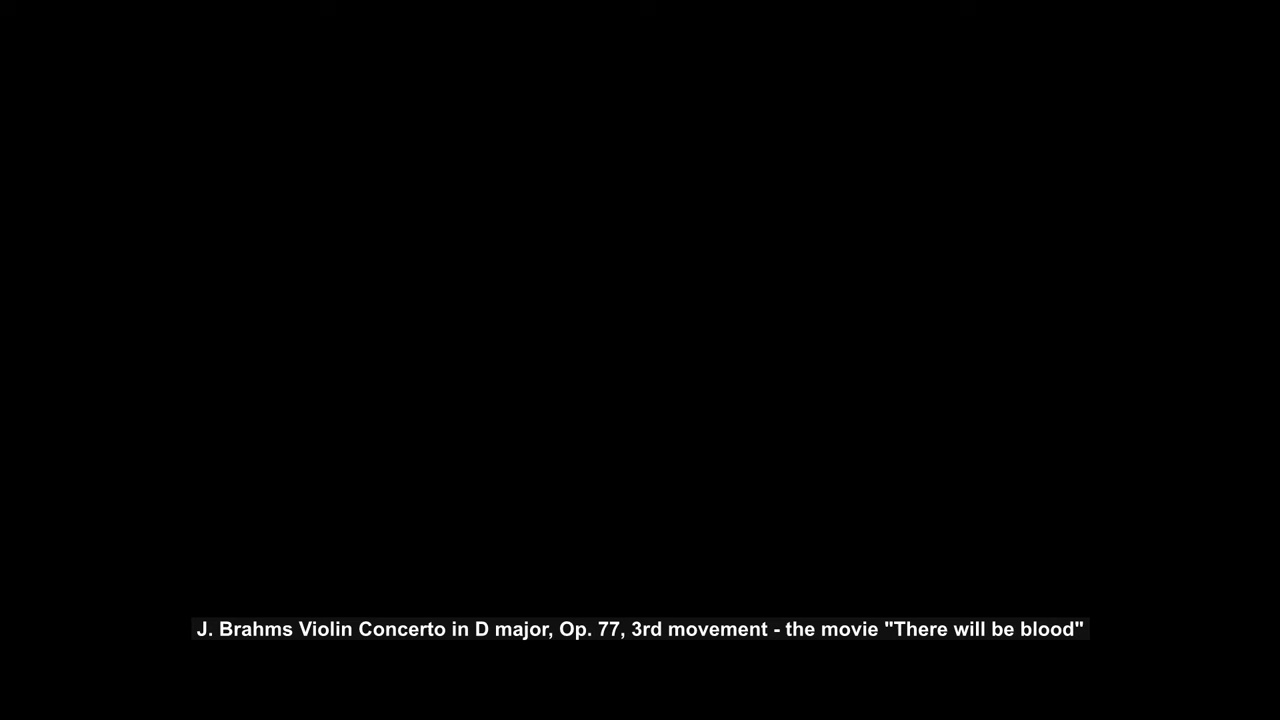 J. Brahms Violin Concerto in D major, Op. 77, 3rd movement - the movie "There will be blood"